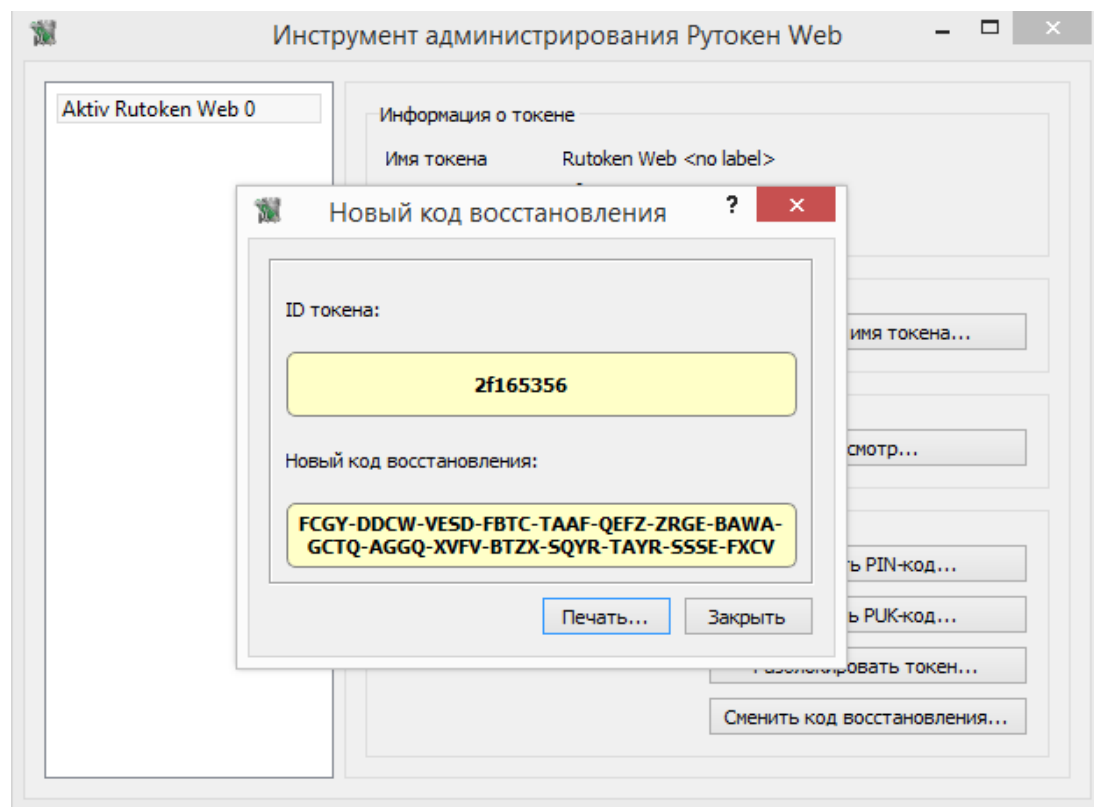 Инструмент администрирования Рутокен Web
Aktiv Rutoken Web 0
Информация о токене
Имя токена Rutoken Web <no label>
Новый код восстановления ?
ID токена:
2f165356
Новый код восстановления:
FCGY-DDCW-VESD-FBTC-TAAF-QEFZ-ZRGE-BAWA-
GCTQ-AGGQ-XVFV-BTZX-SQYR-TAYR-SSSE-FXCV
Печать... Закрыть
имя токена...
смотр...
ь PIN-код...
ь PUK-код...
Разблокировать токен...
Сменить код восстановления...